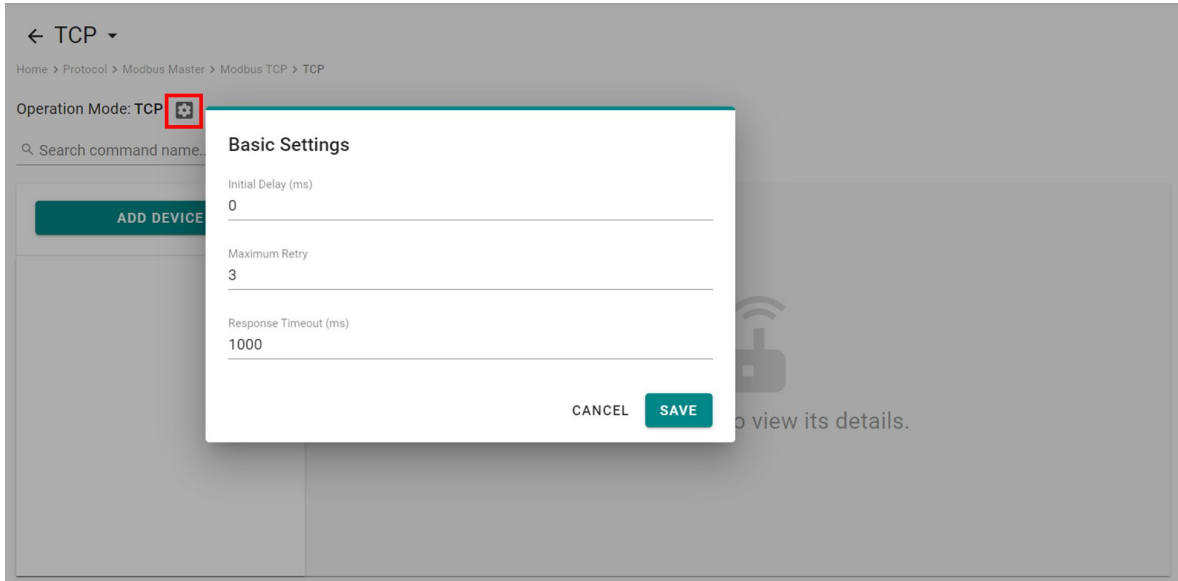 TCP
Home > Protocol > Modbus Master > Modbus TCP > TCP
Operation Mode: TCP
Search command name..
Basic Settings
Initial Delay (ms)
0
ADD DEVICE
Maximum Retry
3
Response Timeout (ms)
1000
CANCEL SAVE
view its details.